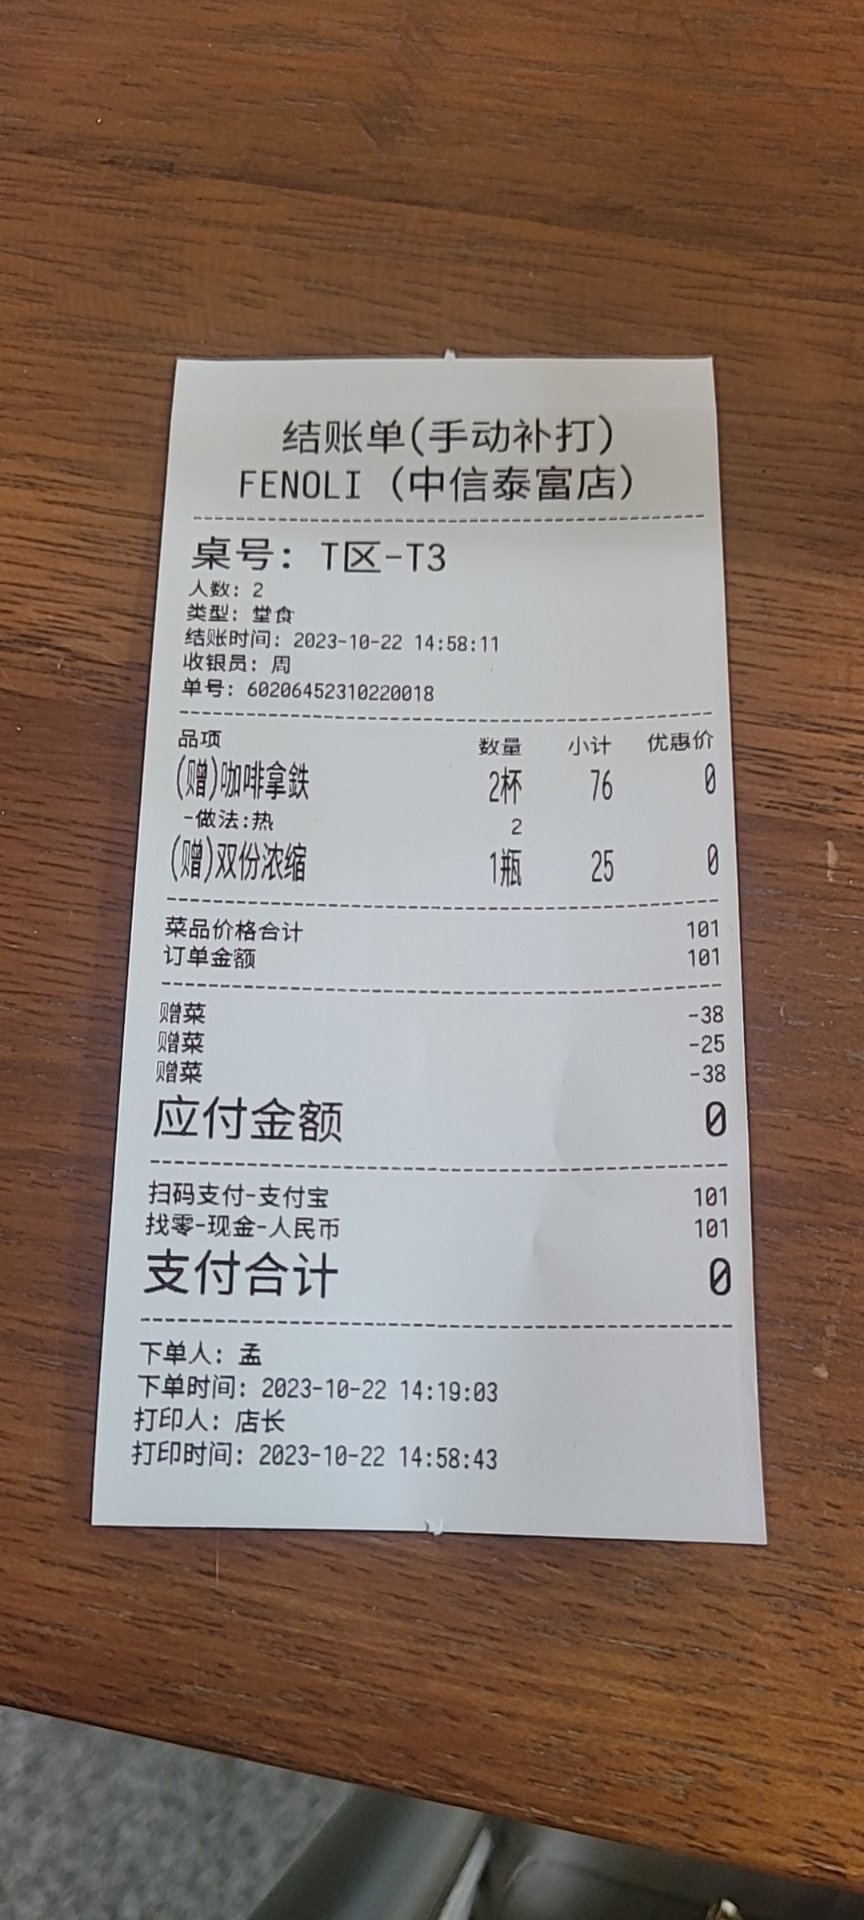 结账单(手动补打)
FENOLI (中信泰富店)
桌号: T区-T3
人数: 2
类型: 堂食
结账时间: 2023-10-22 14:58:11
收银员: 周
单号: 60206452310220018
品项 数量 小计 优惠价
(赠)咖啡拿鉄 2杯 76 0
-做法:热 2
(赠)双份浓缩 1瓶 25 0
菜品价格合计 101
订单金额 101
赠菜 -38
赠菜 -25
赠菜 -38
应付金额 0
扫码支付-支付宝 101
找零-现金-人民币 101
支付合计 0
下单人: 孟
下单时间: 2023-10-22 14:19:03
打印人: 店长
打印时间: 2023-10-22 14:58:43